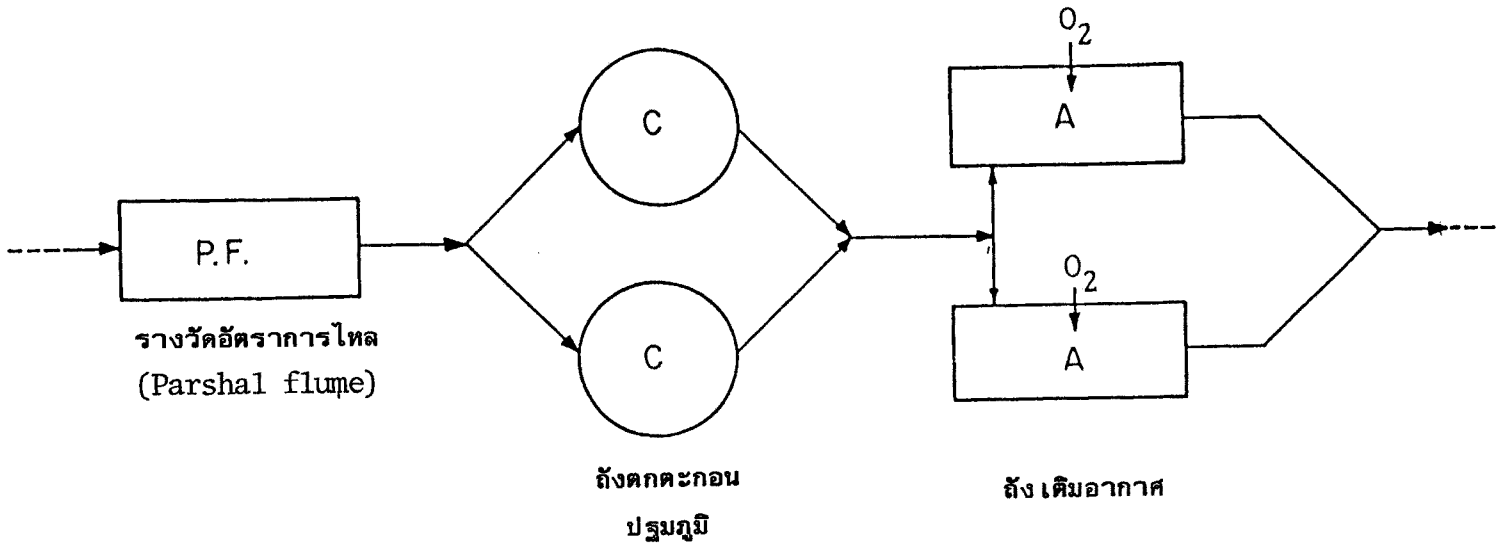 P.F.
รางวัดอัตราการไหล
(Parshal flume)
C
C
ถังตกตะกอน
ปฐมภูมิ
O₂
A
O₂
A
ถังเติมอากาศ